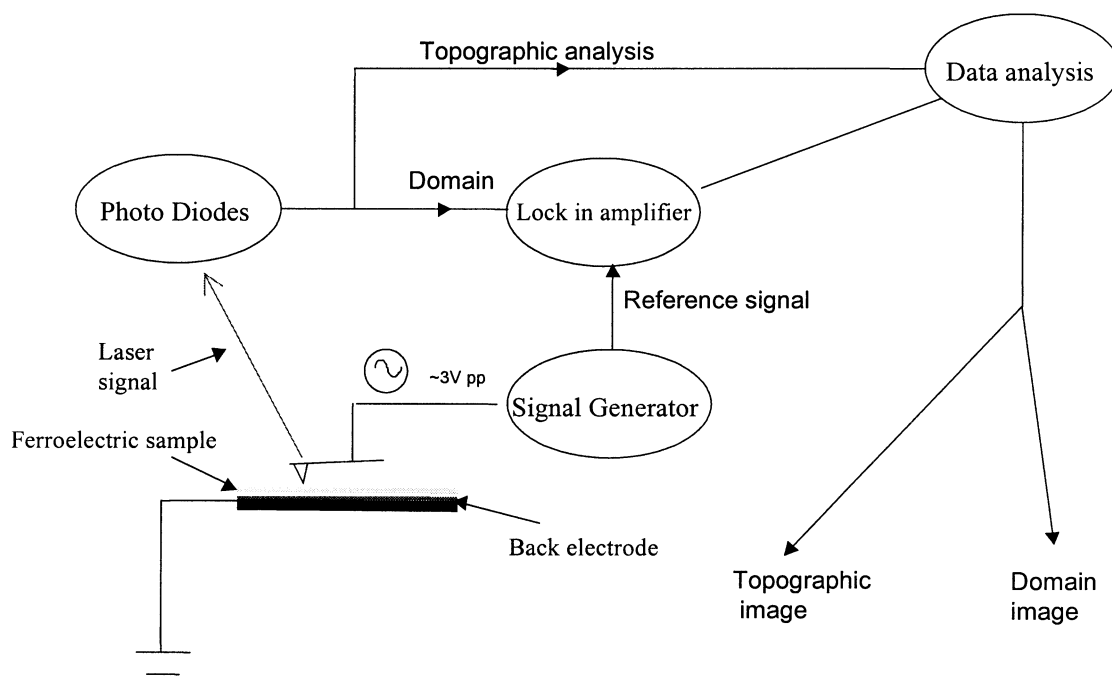 Topographic analysis
Data analysis
Domain
Photo Diodes
Lock in amplifier
Reference signal
Laser
signal
~3V pp
Signal Generator
Ferroelectric sample
Back electrode
Topographic
image
Domain
image